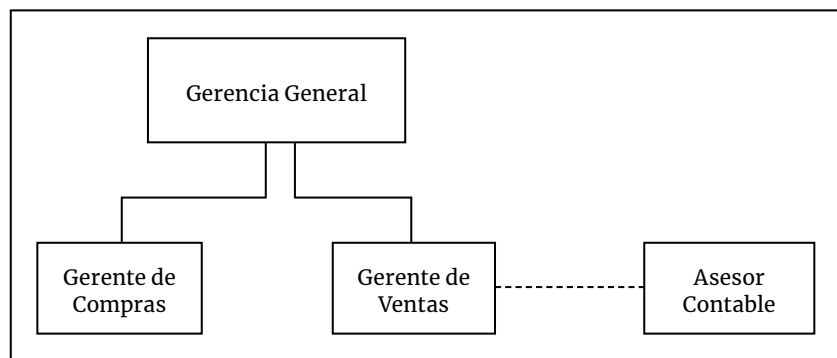 Gerencia General
Gerente de
Compras
Gerente de
Ventas
Asesor
Contable